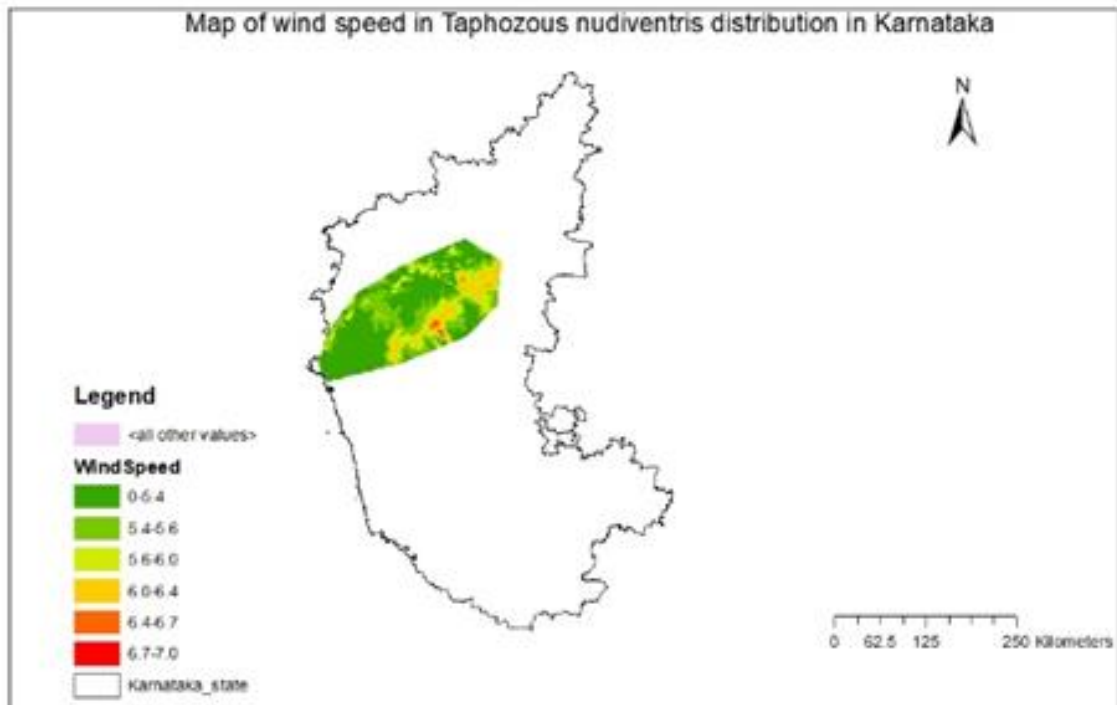 Map of wind speed in Taphozous nudiventris distribution in Karnataka
N
Legend
<all other values>
WindSpeed
0-5.4
5.4-5.6
5.6-6.0
6.0-6.4
6.4-6.7
6.7-7.0
Karnataka_state
0 62.5 125 250 Kilometers